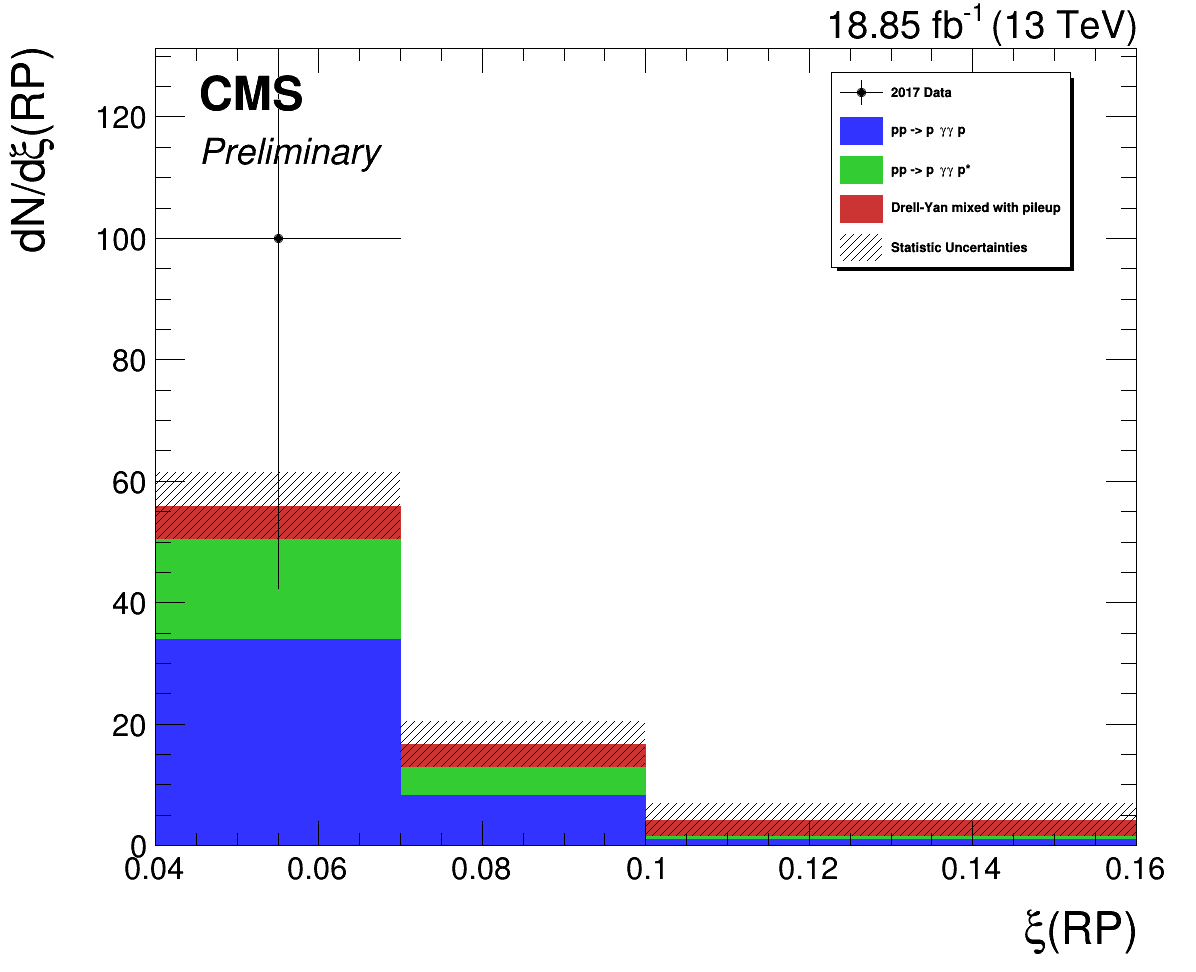 18.85 fb-1 (13 TeV)
CMS
Preliminary
dN/dξ(RP)
120
100
80
60
40
20
0
2017 Data
pp -> p γγ p
pp -> p γγ p*
Drell-Yan mixed with pileup
Statistic Uncertainties
0.04 0.06 0.08 0.1 0.12 0.14 0.16
ξ(RP)